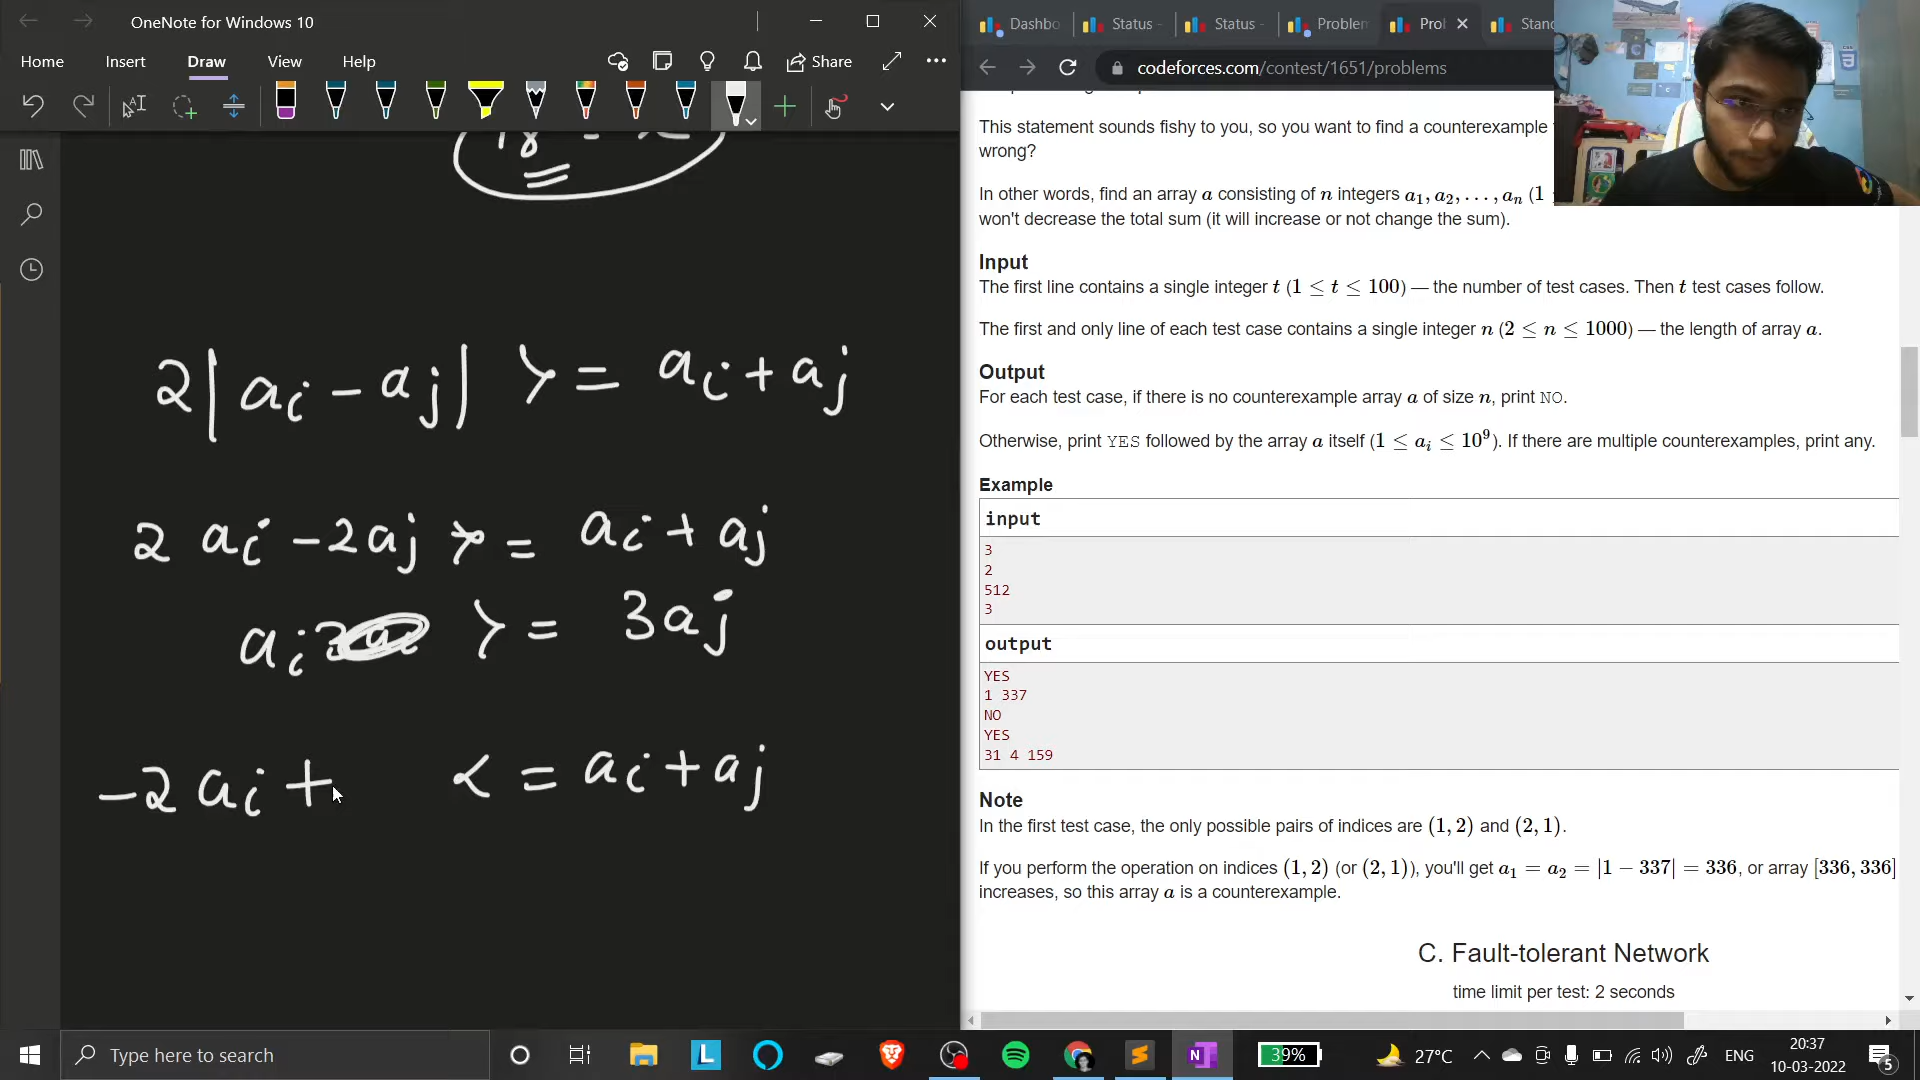 OneNote for Windows 10
Home Insert Draw View Help Share
2|ai - aj| >= ai + aj
2 ai - 2aj >= ai + aj
ai >= 3aj
-2 ai + <= ai + aj
Dashbo Status - Status - Problem Prob Stand
codeforces.com/contest/1651/problems
This statement sounds fishy to you, so you want to find a counterexample
wrong?
In other words, find an array a consisting of n integers a1, a2, …, an (1
won't decrease the total sum (it will increase or not change the sum).
Input
The first line contains a single integer t (1 ≤ t ≤ 100) — the number of test cases. Then t test cases follow.
The first and only line of each test case contains a single integer n (2 ≤ n ≤ 1000) — the length of array a.
Output
For each test case, if there is no counterexample array a of size n, print NO.
Otherwise, print YES followed by the array a itself (1 ≤ ai ≤ 10^9). If there are multiple counterexamples, print any.
Example
input
3
2
512
3
output
YES
1 337
NO
YES
31 4 159
Note
In the first test case, the only possible pairs of indices are (1, 2) and (2, 1).
If you perform the operation on indices (1, 2) (or (2, 1)), you'll get a1 = a2 = |1 − 337| = 336, or array [336, 336]
increases, so this array a is a counterexample.
C. Fault-tolerant Network
time limit per test: 2 seconds
Type here to search
39%
27°C
ENG
20:37
10-03-2022
5